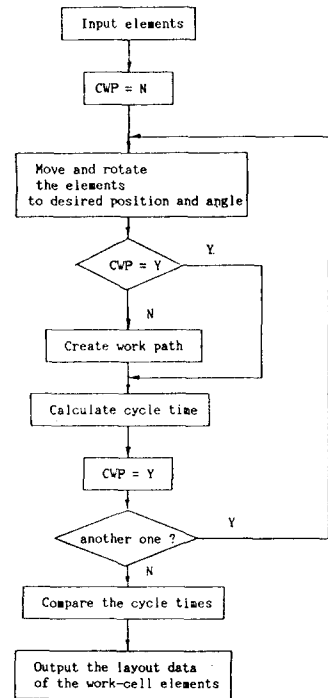 Input elements
CWP = N
Move and rotate
the elements
to desired position and angle
CWP = Y
Y
N
Create work path
Calculate cycle time
CWP = Y
another one ?
Y
N
Compare the cycle times
Output the layout data
of the work-cell elements